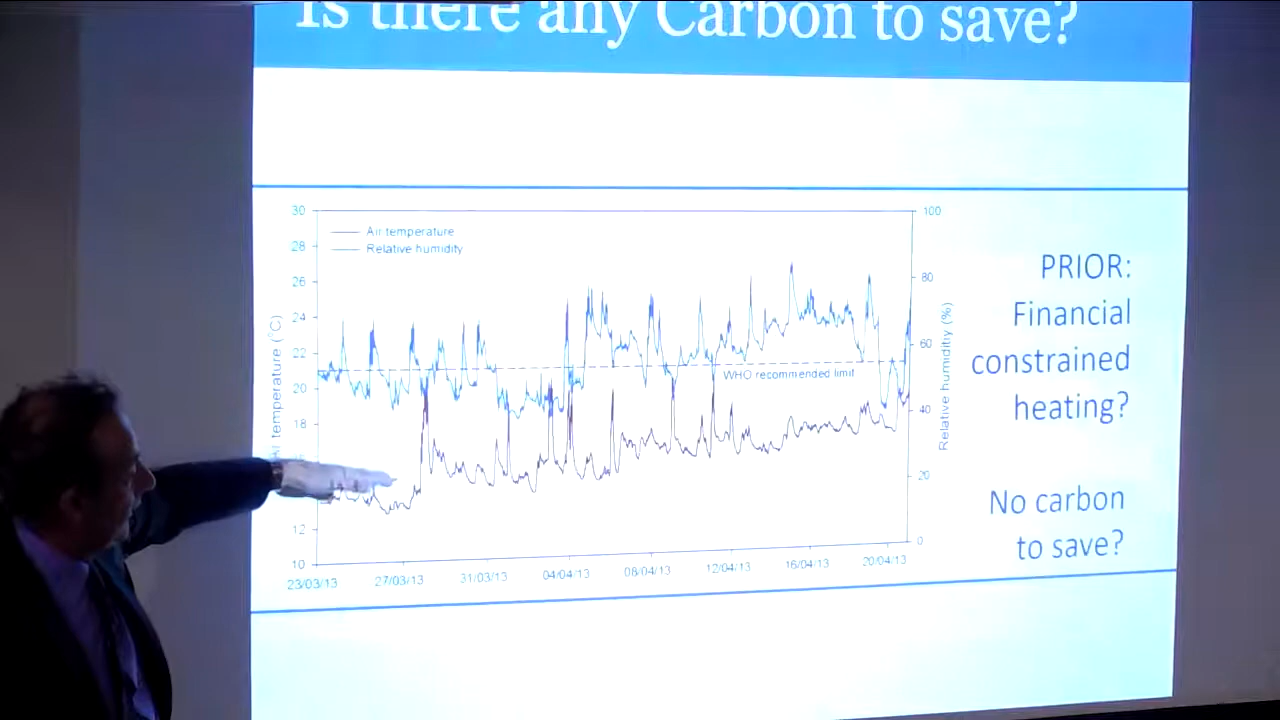 Is there any Carbon to save?
30
28
26
24
22
20
18
12
10
Air temperature
Relative humidity
WHO recommended limit
100
80
60
40
20
0
Relative humiditiy (%)
temperature (°C)
23/03/13 27/03/13 31/03/13 04/04/13 08/04/13 12/04/13 16/04/13 20/04/13
PRIOR:
Financial
constrained
heating?
No carbon
to save?